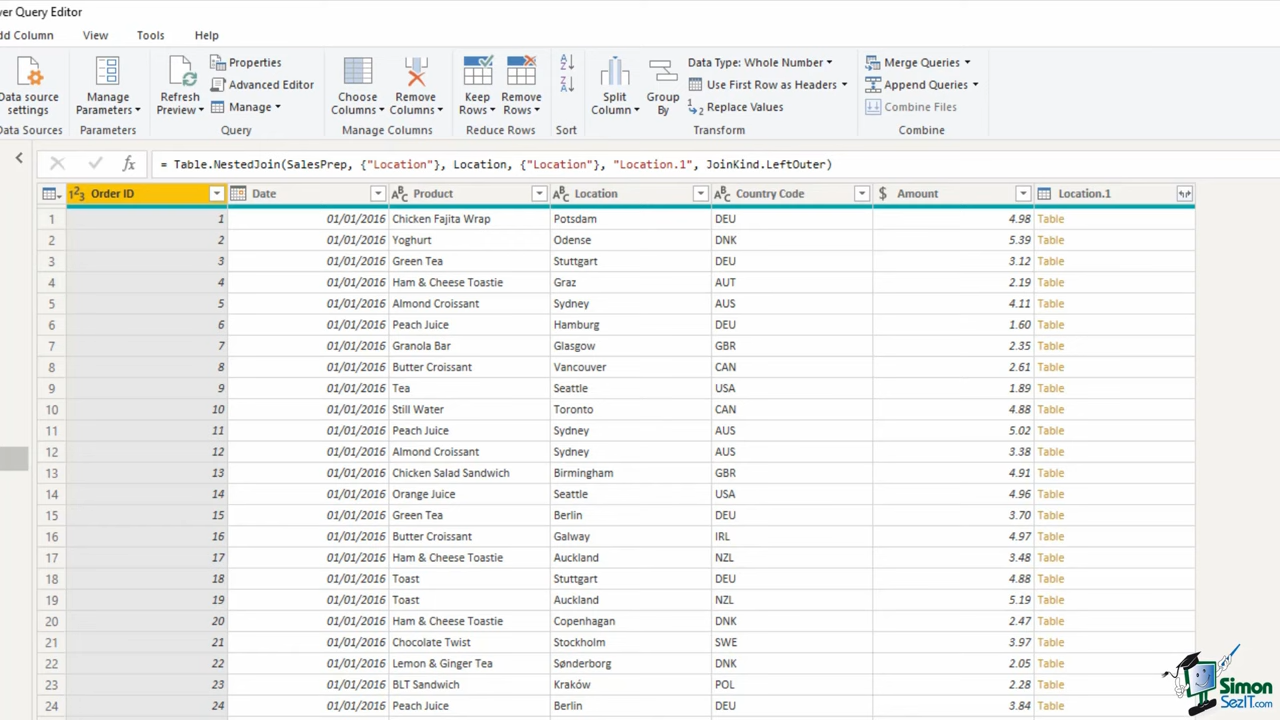 er Query Editor
dd Column View Tools Help
Data source settings
Data Sources
Manage Parameters
Parameters
Refresh Preview
Properties
Advanced Editor
Manage
Query
Choose Columns
Remove Columns
Manage Columns
Keep Rows
Remove Rows
Reduce Rows
Sort
Split Column
Group By
Data Type: Whole Number
Use First Row as Headers
Replace Values
Transform
Merge Queries
Append Queries
Combine Files
Combine
fx = Table.NestedJoin(SalesPrep, {"Location"}, Location, {"Location"}, "Location.1", JoinKind.LeftOuter)
123 Order ID Date ABC Product ABC Location ABC Country Code $ Amount Location.1
1 1 01/01/2016 Chicken Fajita Wrap Potsdam DEU 4.98 Table
2 2 01/01/2016 Yoghurt Odense DNK 5.39 Table
3 3 01/01/2016 Green Tea Stuttgart DEU 3.12 Table
4 4 01/01/2016 Ham & Cheese Toastie Graz AUT 2.19 Table
5 5 01/01/2016 Almond Croissant Sydney AUS 4.11 Table
6 6 01/01/2016 Peach Juice Hamburg DEU 1.60 Table
7 7 01/01/2016 Granola Bar Glasgow GBR 2.35 Table
8 8 01/01/2016 Butter Croissant Vancouver CAN 2.61 Table
9 9 01/01/2016 Tea Seattle USA 1.89 Table
10 10 01/01/2016 Still Water Toronto CAN 4.88 Table
11 11 01/01/2016 Peach Juice Sydney AUS 5.02 Table
12 12 01/01/2016 Almond Croissant Sydney AUS 3.38 Table
13 13 01/01/2016 Chicken Salad Sandwich Birmingham GBR 4.91 Table
14 14 01/01/2016 Orange Juice Seattle USA 4.96 Table
15 15 01/01/2016 Green Tea Berlin DEU 3.70 Table
16 16 01/01/2016 Butter Croissant Galway IRL 4.97 Table
17 17 01/01/2016 Ham & Cheese Toastie Auckland NZL 3.48 Table
18 18 01/01/2016 Toast Stuttgart DEU 4.88 Table
19 19 01/01/2016 Toast Auckland NZL 5.19 Table
20 20 01/01/2016 Ham & Cheese Toastie Copenhagan DNK 2.47 Table
21 21 01/01/2016 Chocolate Twist Stockholm SWE 3.97 Table
22 22 01/01/2016 Lemon & Ginger Tea Sønderborg DNK 2.05 Table
23 23 01/01/2016 BLT Sandwich Kraków POL 2.28 Table
24 24 01/01/2016 Peach Juice Berlin DEU 3.84 Table
Simon
SezIT.com